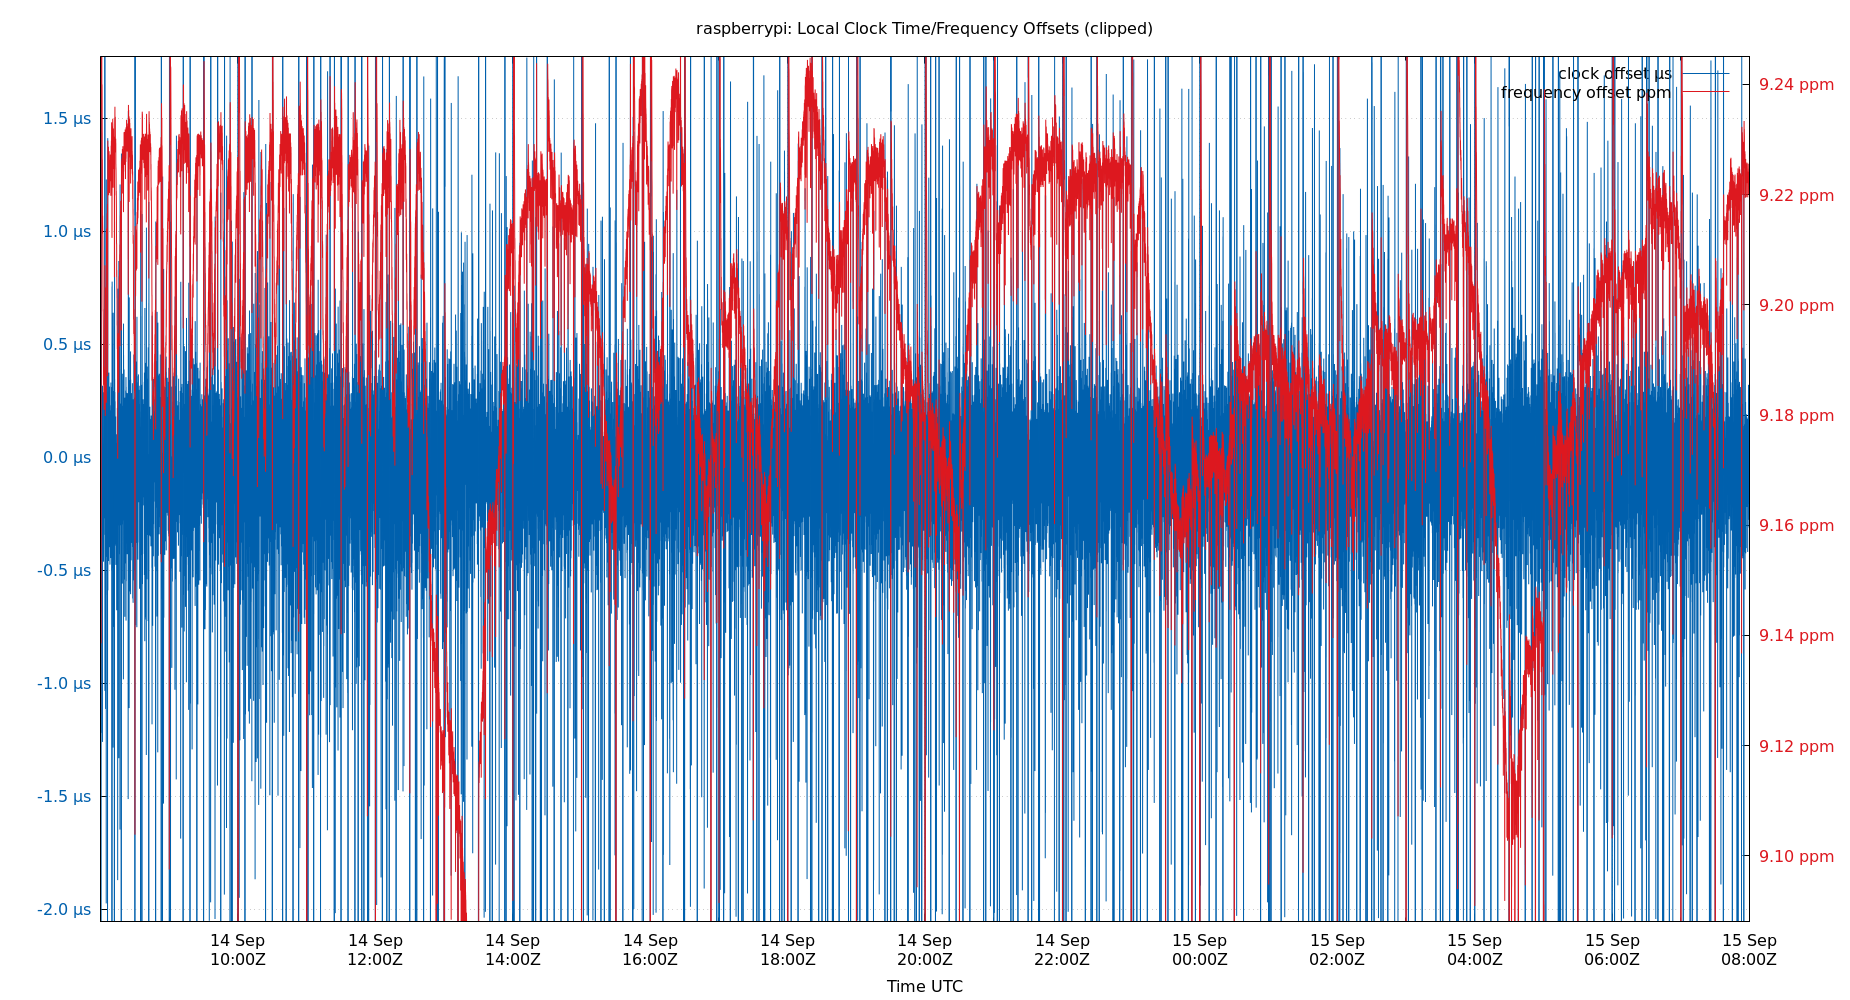 raspberrypi: Local Clock Time/Frequency Offsets (clipped)
clock offset µs
frequency offset ppm
1.5 µs
1.0 µs
0.5 µs
0.0 µs
-0.5 µs
-1.0 µs
-1.5 µs
-2.0 µs
9.24 ppm
9.22 ppm
9.20 ppm
9.18 ppm
9.16 ppm
9.14 ppm
9.12 ppm
9.10 ppm
14 Sep
10:00Z
14 Sep
12:00Z
14 Sep
14:00Z
14 Sep
16:00Z
14 Sep
18:00Z
14 Sep
20:00Z
14 Sep
22:00Z
15 Sep
00:00Z
15 Sep
02:00Z
15 Sep
04:00Z
15 Sep
06:00Z
15 Sep
08:00Z
Time UTC